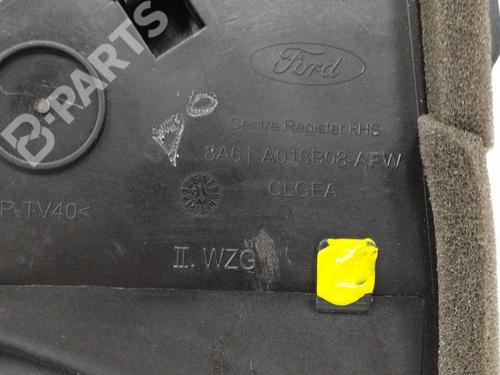 B-PARTS
Ford
Centre Register RHS
8A61-A018B08-AFW
CLGEA
P-TV40<
II. WZG